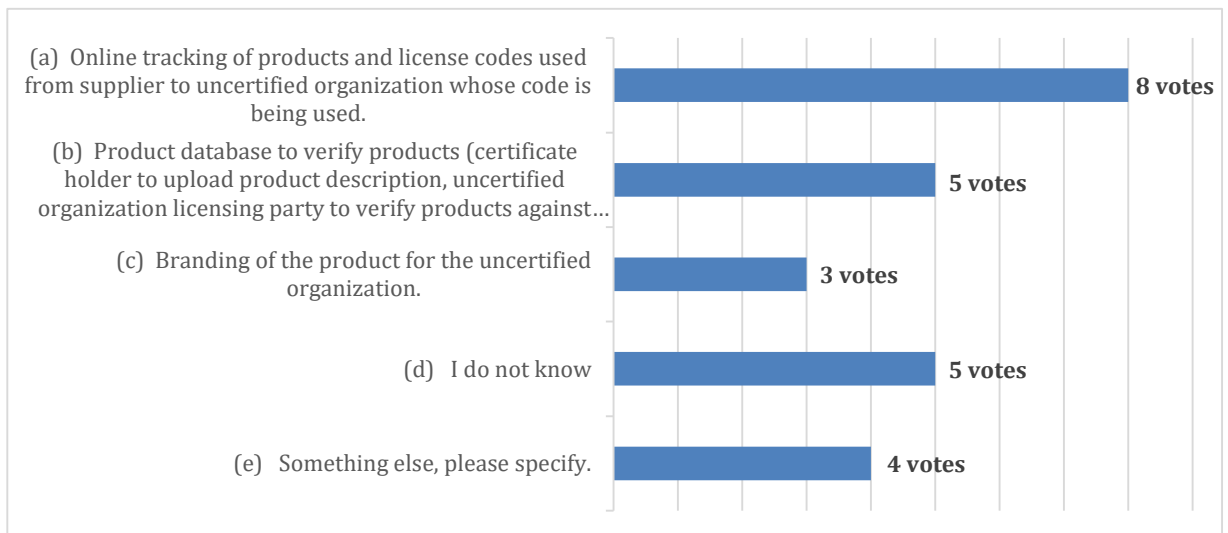 (a) Online tracking of products and license codes used
from supplier to uncertified organization whose code is
being used.
8 votes
(b) Product database to verify products (certificate
holder to upload product description, uncertified
organization licensing party to verify products against…
5 votes
(c) Branding of the product for the uncertified
organization.
3 votes
(d) I do not know
5 votes
(e) Something else, please specify.
4 votes